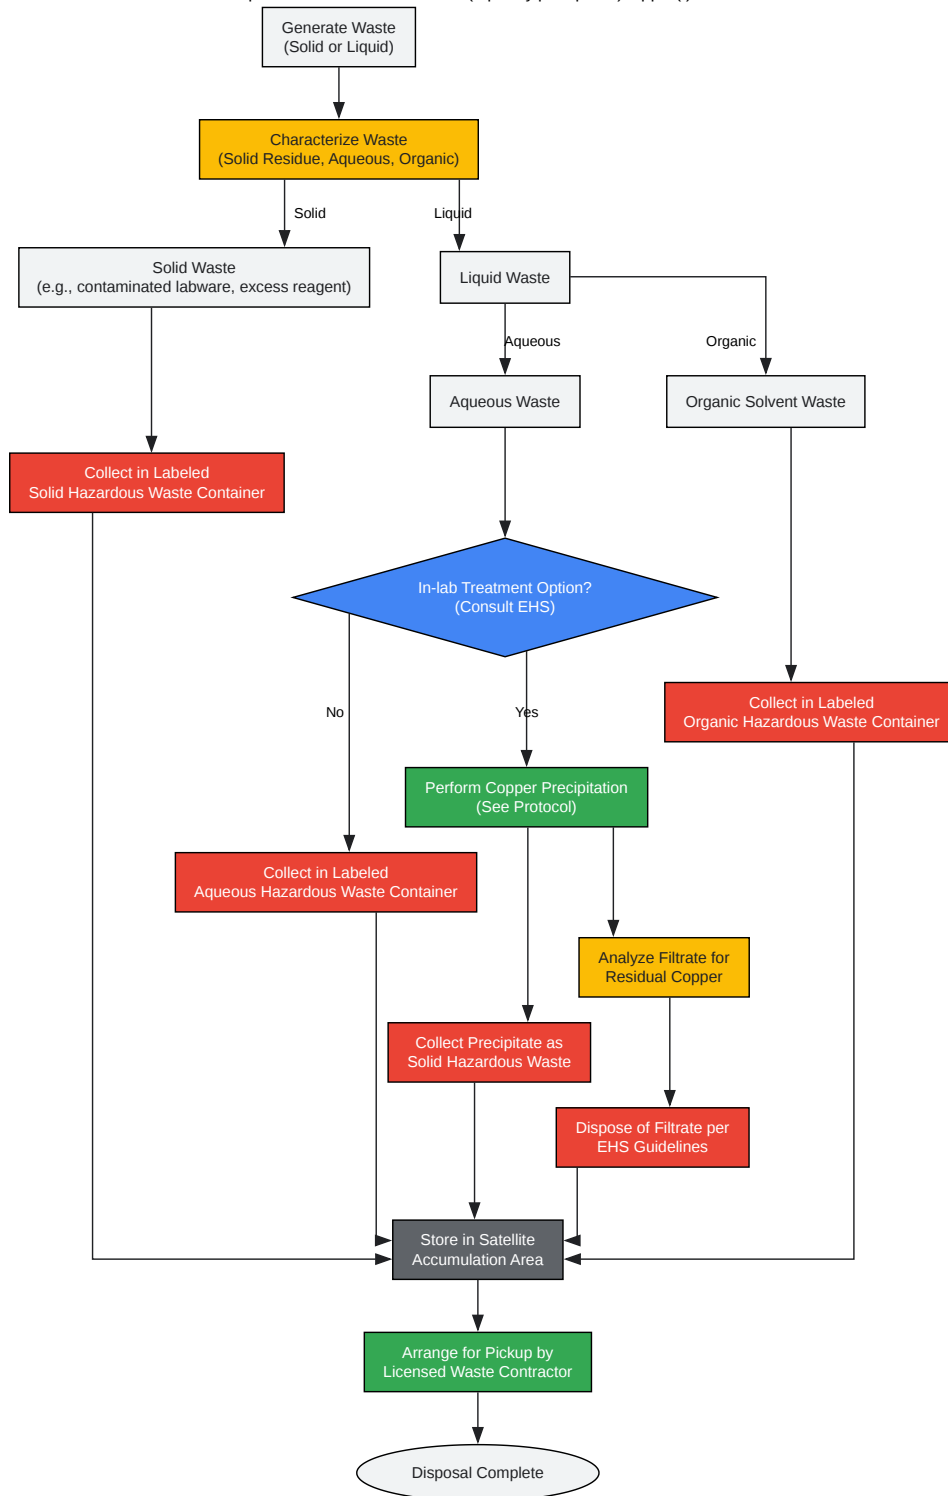 Generate Waste
(Solid or Liquid)
Characterize Waste
(Solid Residue, Aqueous, Organic)
Solid
Liquid
Solid Waste
(e.g., contaminated labware, excess reagent)
Liquid Waste
Aqueous
Organic
Aqueous Waste
Organic Solvent Waste
Collect in Labeled
Solid Hazardous Waste Container
In-lab Treatment Option?
(Consult EHS)
No
Yes
Collect in Labeled
Organic Hazardous Waste Container
Perform Copper Precipitation
(See Protocol)
Collect in Labeled
Aqueous Hazardous Waste Container
Analyze Filtrate for
Residual Copper
Collect Precipitate as
Solid Hazardous Waste
Dispose of Filtrate per
EHS Guidelines
Store in Satellite
Accumulation Area
Arrange for Pickup by
Licensed Waste Contractor
Disposal Complete